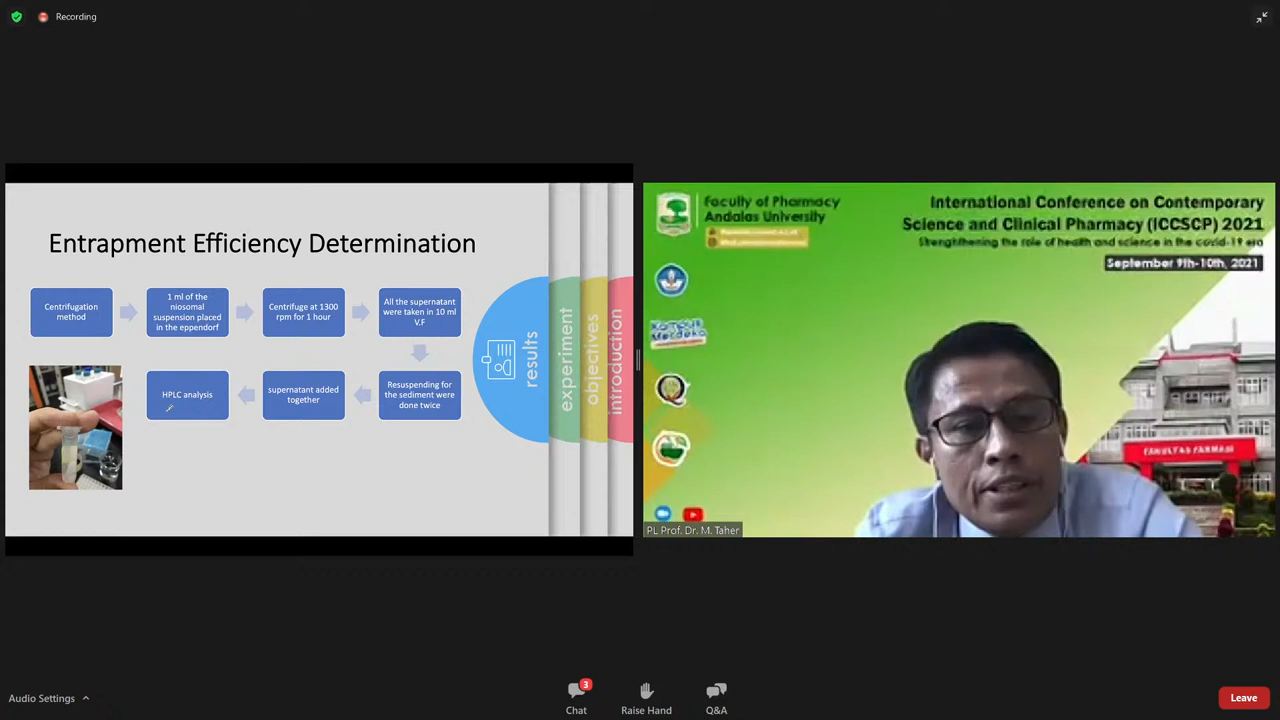 Recording
Entrapment Efficiency Determination
Centrifugation
method
1 ml of the
niosomal
suspension placed
in the eppendorf
Centrifuge at 1300
rpm for 1 hour
All the supernatant
were taken in 10 ml
V.F
Resuspending for
the sediment were
done twice
supernatant added
together
HPLC analysis
results
experiment
objectives
introduction
Faculty of Pharmacy
Andalas University
International Conference on Contemporary
Science and Clinical Pharmacy (ICCSCP) 2021
Strengthening the role of health and science in the covid-19 era
September 9th-10th, 2021
FAKULTAS FARMASI
PL Prof. Dr. M. Taher
Audio Settings
3
Chat
Raise Hand
Q&A
Leave